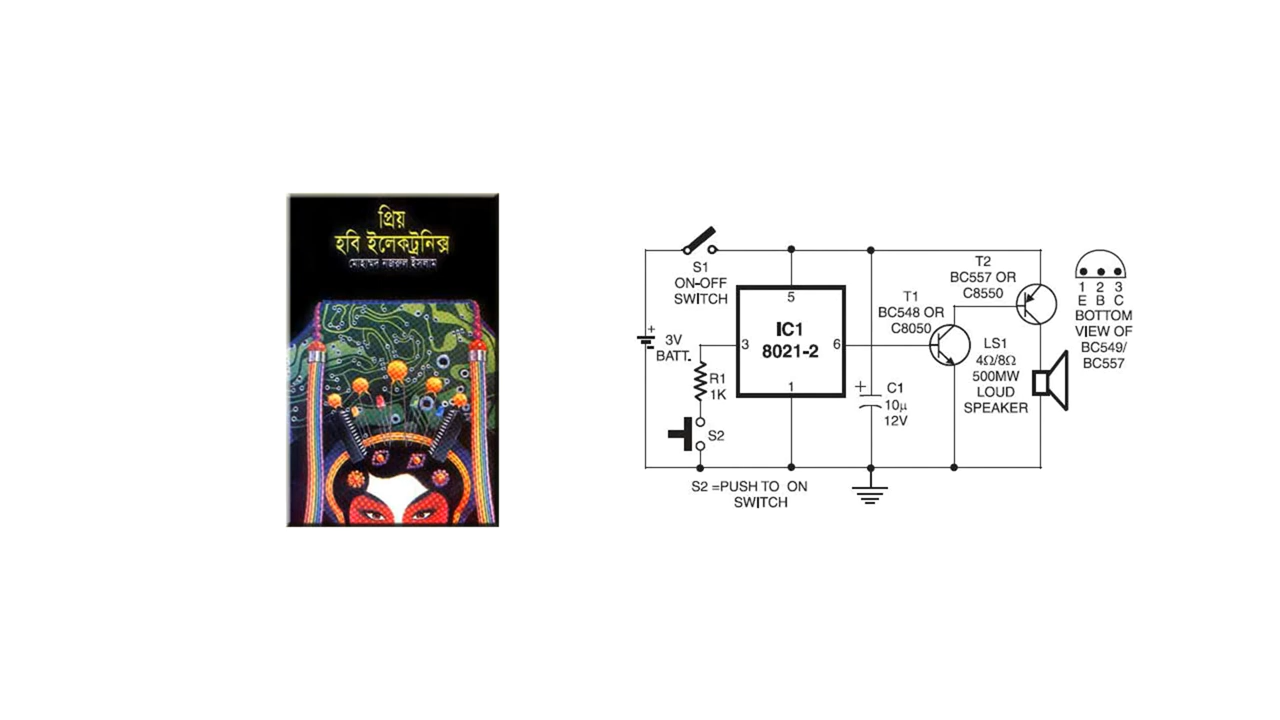 প্রিয়
হবি ইলেকট্রনিক্স
মোহাম্মদ নজরুল ইসলাম
S1
ON-OFF
SWITCH
+
3V
BATT.
R1
1K
S2
S2 =PUSH TO ON
SWITCH
5
IC1
8021-2
3
6
1
+
C1
10µ
12V
T1
BC548 OR
C8050
T2
BC557 OR
C8550
LS1
4Ω/8Ω
500MW
LOUD
SPEAKER
1 2 3
E B C
BOTTOM
VIEW OF
BC549/
BC557